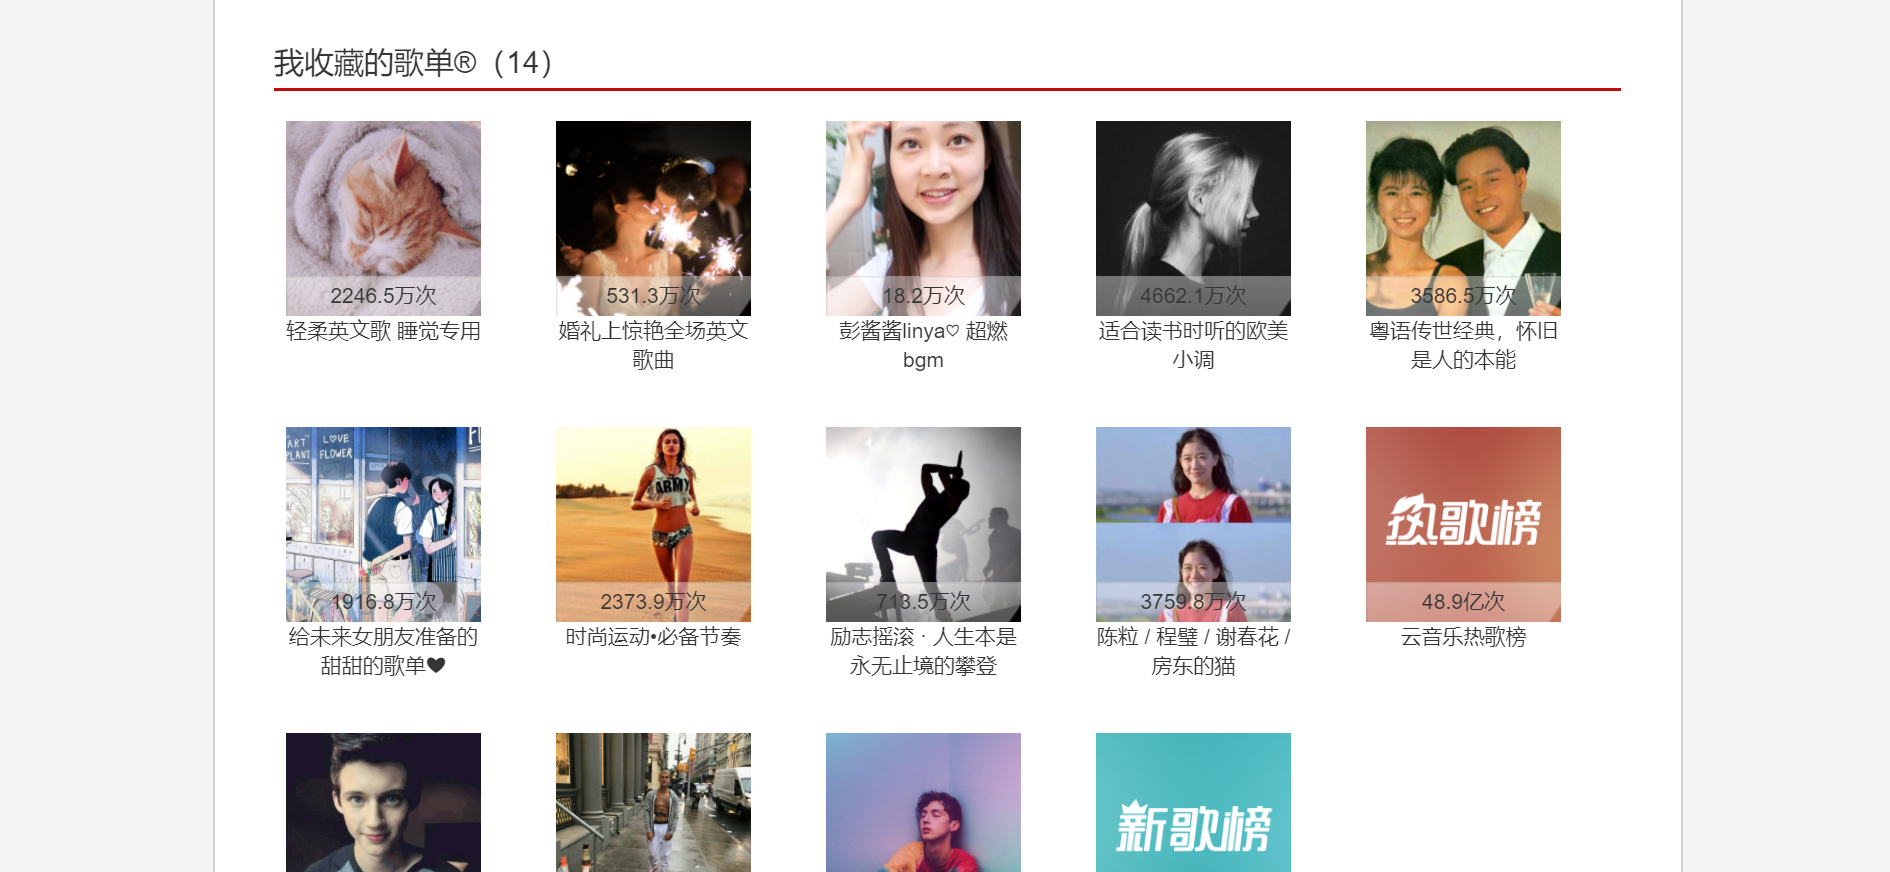 我收藏的歌单®（14）
2246.5万次
531.3万次
18.2万次
4662.1万次
3586.5万次
轻柔英文歌 睡觉专用
婚礼上惊艳全场英文
歌曲
彭酱酱linya♡ 超燃
bgm
适合读书时听的欧美
小调
粤语传世经典，怀旧
是人的本能
"ART"
PLANT
LOVE
FLOWER
ARMY
热歌榜
1916.8万次
2373.9万次
713.5万次
3759.8万次
48.9亿次
给未来女朋友准备的
甜甜的歌单♥
时尚运动•必备节奏
励志摇滚 · 人生本是
永无止境的攀登
陈粒 / 程璧 / 谢春花 /
房东的猫
云音乐热歌榜
新歌榜